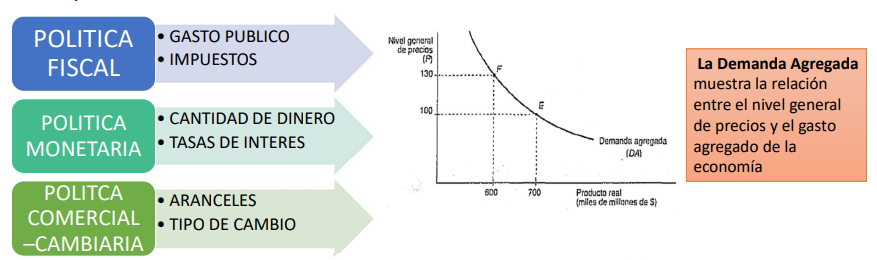 POLITICA
FISCAL
• GASTO PUBLICO
• IMPUESTOS
POLITICA
MONETARIA
• CANTIDAD DE DINERO
• TASAS DE INTERES
POLITCA
COMERCIAL
–CAMBIARIA
• ARANCELES
• TIPO DE CAMBIO
Nivel general
de precios
(P)
130
100
F
E
Demanda agregada
(DA)
600
700
Producto real
(miles de millones de $)
La Demanda Agregada
muestra la relación
entre el nivel general
de precios y el gasto
agregado de la
economía